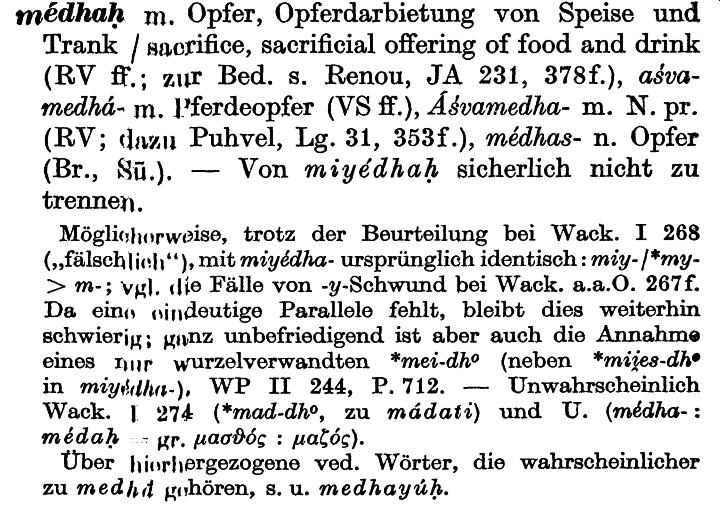 médhaḥ m. Opfer, Opferdarbietung von Speise und
Trank / sacrifice, sacrificial offering of food and drink
(RV ff.; zur Bed. s. Renou, JA 231, 378f.), aśva-
medhá- m. Pferdeopfer (VS ff.), Áśvamedha- m. N. pr.
(RV; dazu Puhvel, Lg. 31, 353f.), médhas- n. Opfer
(Br., Sū.). — Von miyédhaḥ sicherlich nicht zu
trennen.
Möglicherweise, trotz der Beurteilung bei Wack. I 268
(„fälschlich“), mit miyédha- ursprünglich identisch: miy-/*my-
> m-; vgl. die Fälle von -y-Schwund bei Wack. a.a.O. 267f.
Da eine eindeutige Parallele fehlt, bleibt dies weiterhin
schwierig; ganz unbefriedigend ist aber auch die Annahme
eines nur wurzelverwandten *mei-dhº (neben *mii̯es-dhº
in miyédha-), WP II 244, P. 712. — Unwahrscheinlich
Wack. I 274 (*mad-dhº, zu mádati) und U. (médha- :
médaḥ = gr. μασθός : μαζός).
Über hierhergezogene ved. Wörter, die wahrscheinlicher
zu medhā́ gehören, s. u. medhayúḥ.